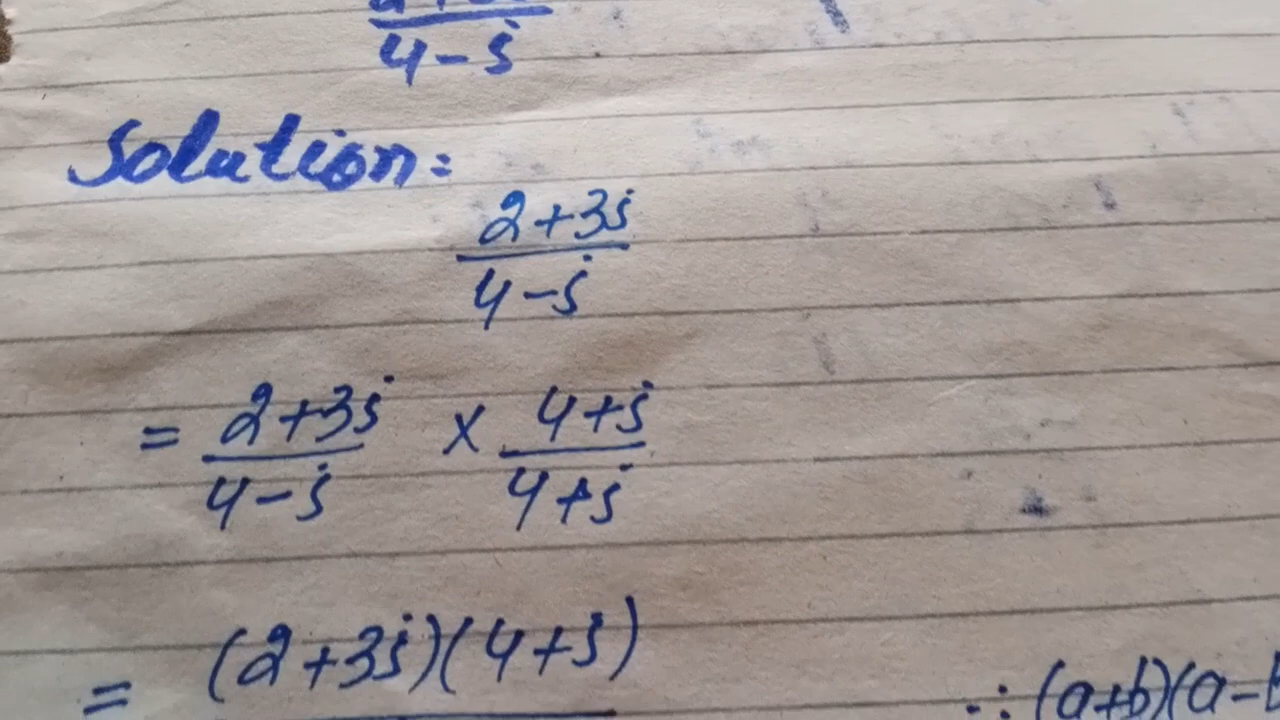 4-i
Solution:
2+3i
4-i
= 2+3i × 4+i
4-i 4+i
= (2+3i)(4+i) ∴ (a+b)(a-b